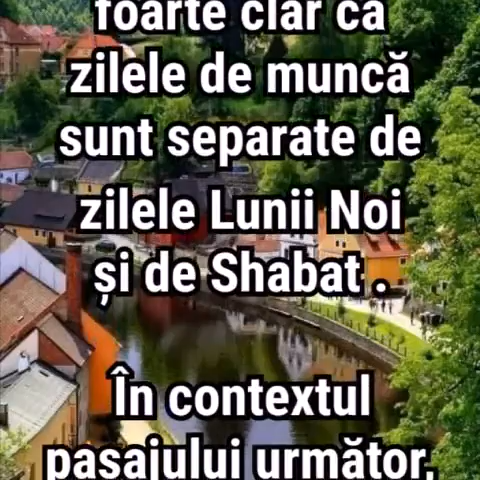 foarte clar că
zilele de muncă
sunt separate de
zilele Lunii Noi
și de Shabat .
În contextul
pasajului următor,